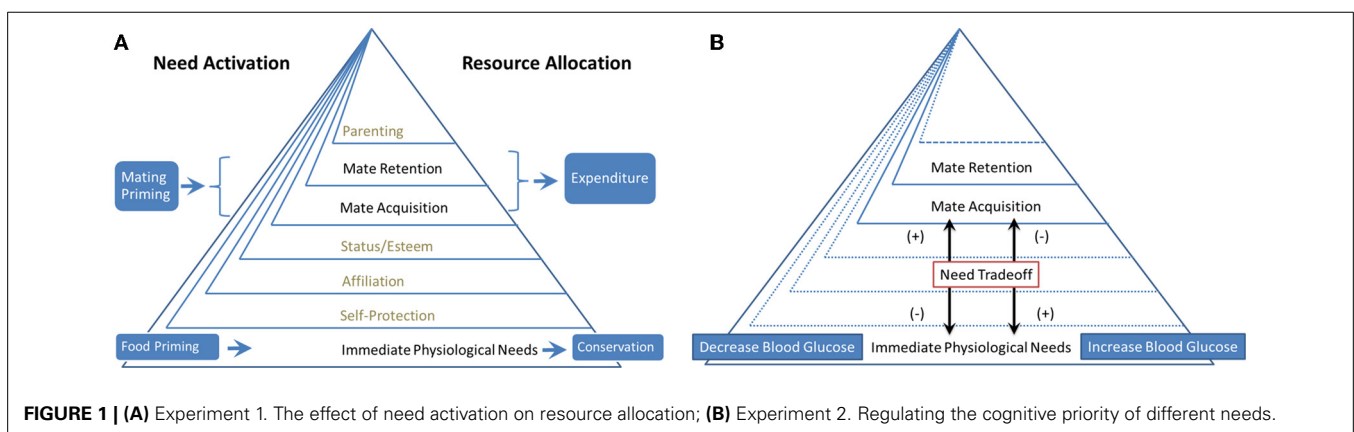 A
Need Activation
Resource Allocation
Parenting
Mate Retention
Mating
Priming
Expenditure
Mate Acquisition
Status/Esteem
Affiliation
Self-Protection
Food Priming
Immediate Physiological Needs
Conservation
B
Mate Retention
Mate Acquisition
(+)
(-)
Need Tradeoff
(-)
(+)
Decrease Blood Glucose
Immediate Physiological Needs
Increase Blood Glucose
FIGURE 1 | (A) Experiment 1. The effect of need activation on resource allocation; (B) Experiment 2. Regulating the cognitive priority of different needs.